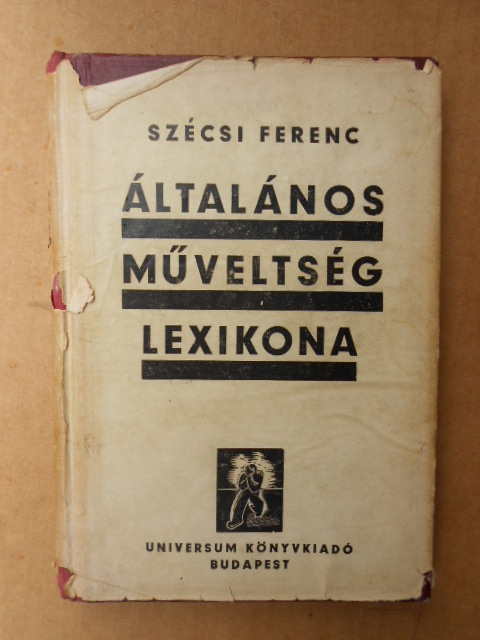 SZÉCSI FERENC
ÁLTALÁNOS
MŰVELTSÉG
LEXIKONA
UNIVERSUM KÖNYVKIADÓ
BUDAPEST